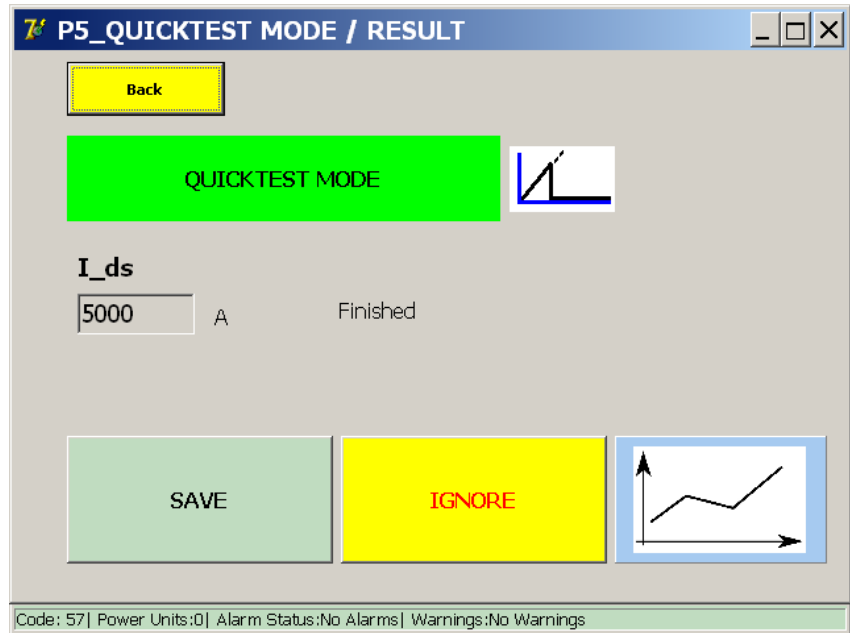 P5_QUICKTEST MODE / RESULT
Back
QUICKTEST MODE
I_ds
5000 A Finished
SAVE IGNORE
Code: 57| Power Units:0| Alarm Status:No Alarms| Warnings:No Warnings